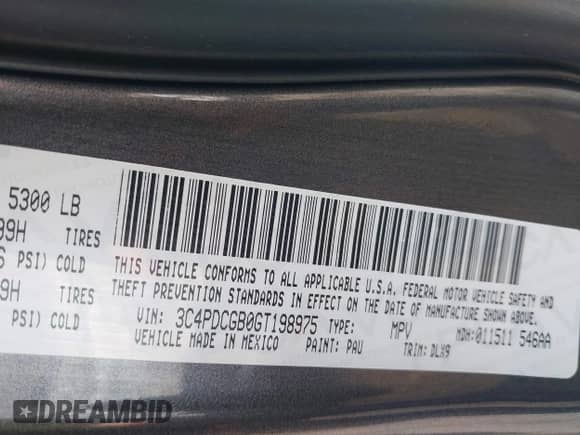 5300 LB
99H TIRES
PSI) COLD
9H TIRES
PSI) COLD
THIS VEHICLE CONFORMS TO ALL APPLICABLE U.S.A. FEDERAL MOTOR VEHICLE SAFETY AND
THEFT PREVENTION STANDARDS IN EFFECT ON THE DATE OF MANUFACTURE SHOWN ABOVE.
VIN: 3C4PDCGB0GT198975 TYPE: MPV MDH:011511 546AA
VEHICLE MADE IN MEXICO PAINT: PAU TRIM: DLX9
DREAMBID